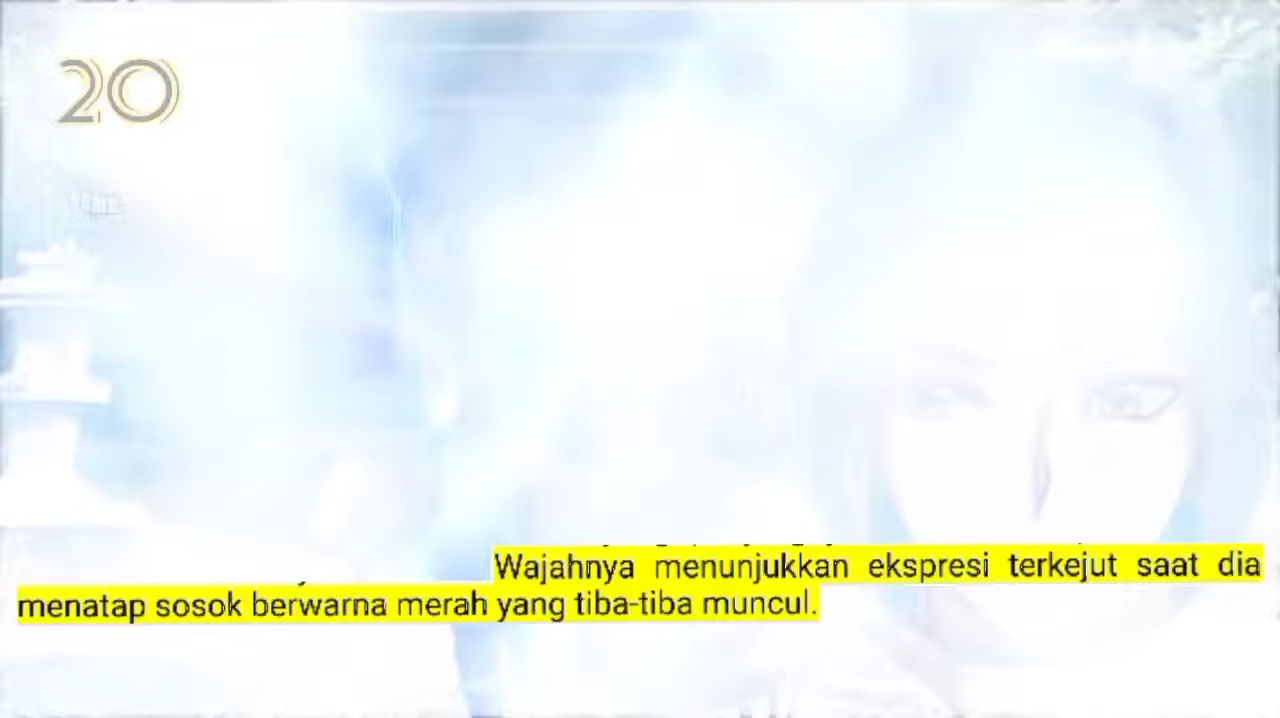 20
Wajahnya menunjukkan ekspresi terkejut saat dia
menatap sosok berwarna merah yang tiba-tiba muncul.